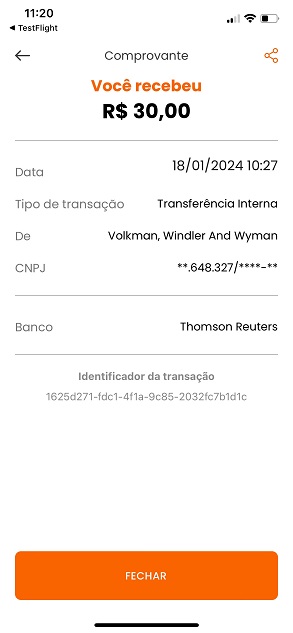 11:20
◀ TestFlight
Comprovante
Você recebeu
R$ 30,00
Data 18/01/2024 10:27
Tipo de transação Transferência Interna
De Volkman, Windler And Wyman
CNPJ **.648.327/****-**
Banco Thomson Reuters
Identificador da transação
1625d271-fdc1-4f1a-9c85-2032fc7b1d1c
FECHAR